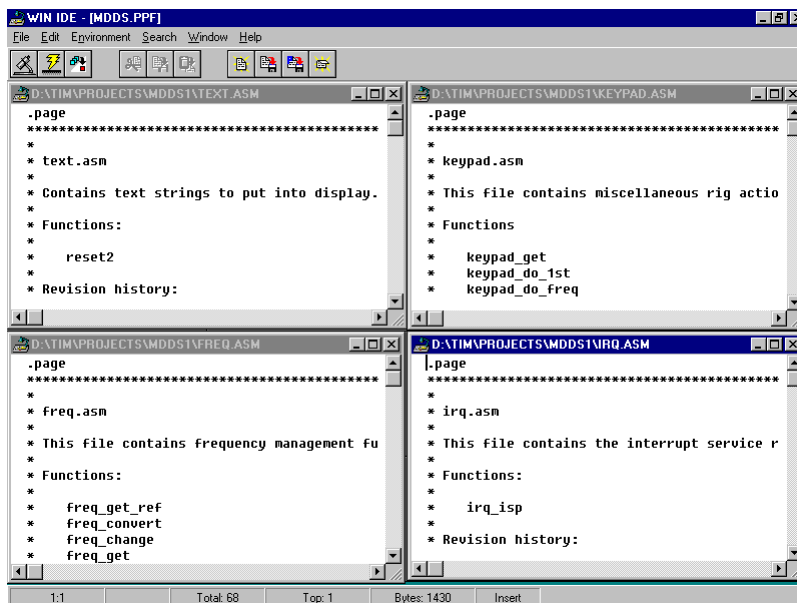 WIN IDE - [MDDS.PPF]
File Edit Environment Search Window Help
D:\TIM\PROJECTS\MDDS1\TEXT.ASM
.page
********************************************
*
* text.asm
*
* Contains text strings to put into display.
*
* Functions:
*
* reset2
*
* Revision history:
D:\TIM\PROJECTS\MDDS1\KEYPAD.ASM
.page
********************************************
*
* keypad.asm
*
* This file contains miscellaneous rig actio
*
* Functions
*
* keypad_get
* keypad_do_1st
* keypad_do_freq
D:\TIM\PROJECTS\MDDS1\FREQ.ASM
.page
********************************************
*
* freq.asm
*
* This file contains frequency management fu
*
* Functions:
*
* freq_get_ref
* freq_convert
* freq_change
* freq_get
D:\TIM\PROJECTS\MDDS1\IRQ.ASM
.page
********************************************
*
* irq.asm
*
* This file contains the interrupt service r
*
* Functions:
*
* irq_isp
*
* Revision history:
1:1 Total: 68 Top: 1 Bytes: 1430 Insert